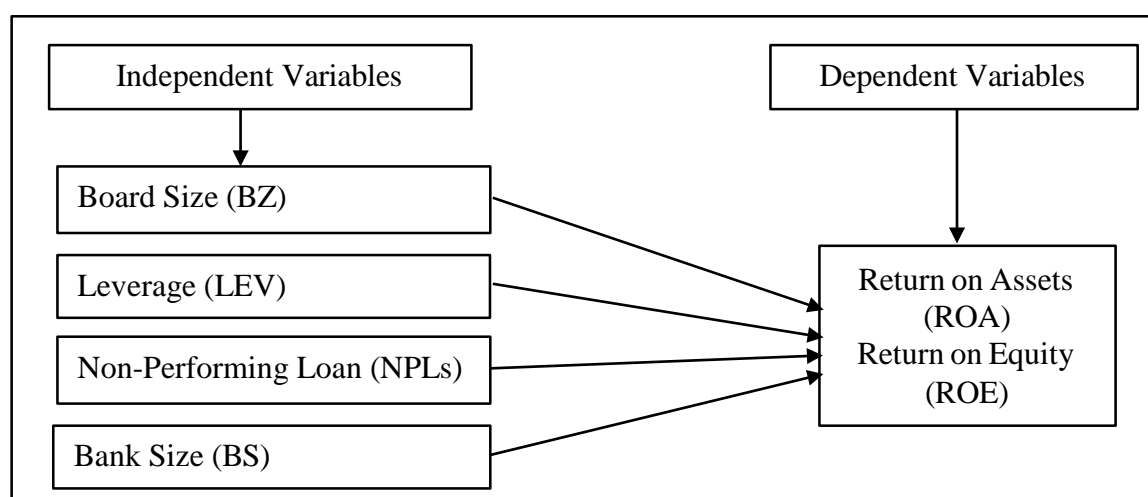 Independent Variables
Dependent Variables
Board Size (BZ)
Leverage (LEV)
Non-Performing Loan (NPLs)
Bank Size (BS)
Return on Assets
(ROA)
Return on Equity
(ROE)